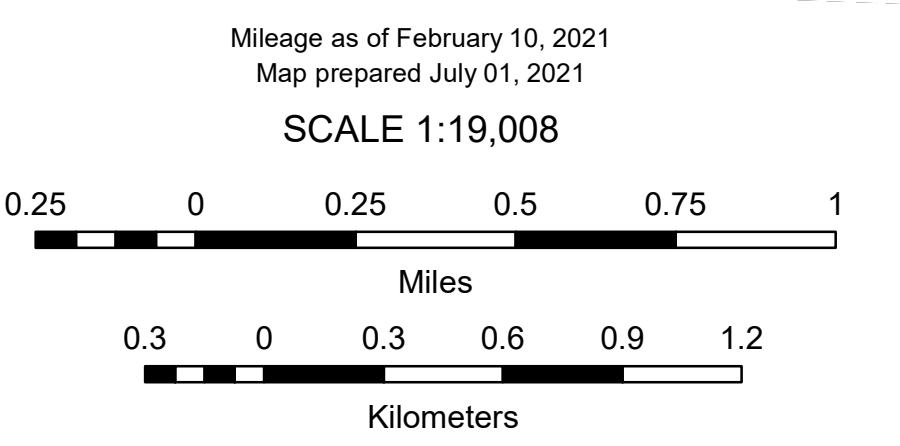 Mileage as of February 10, 2021
Map prepared July 01, 2021
SCALE 1:19,008
0.25 0 0.25 0.5 0.75 1
Miles
0.3 0 0.3 0.6 0.9 1.2
Kilometers